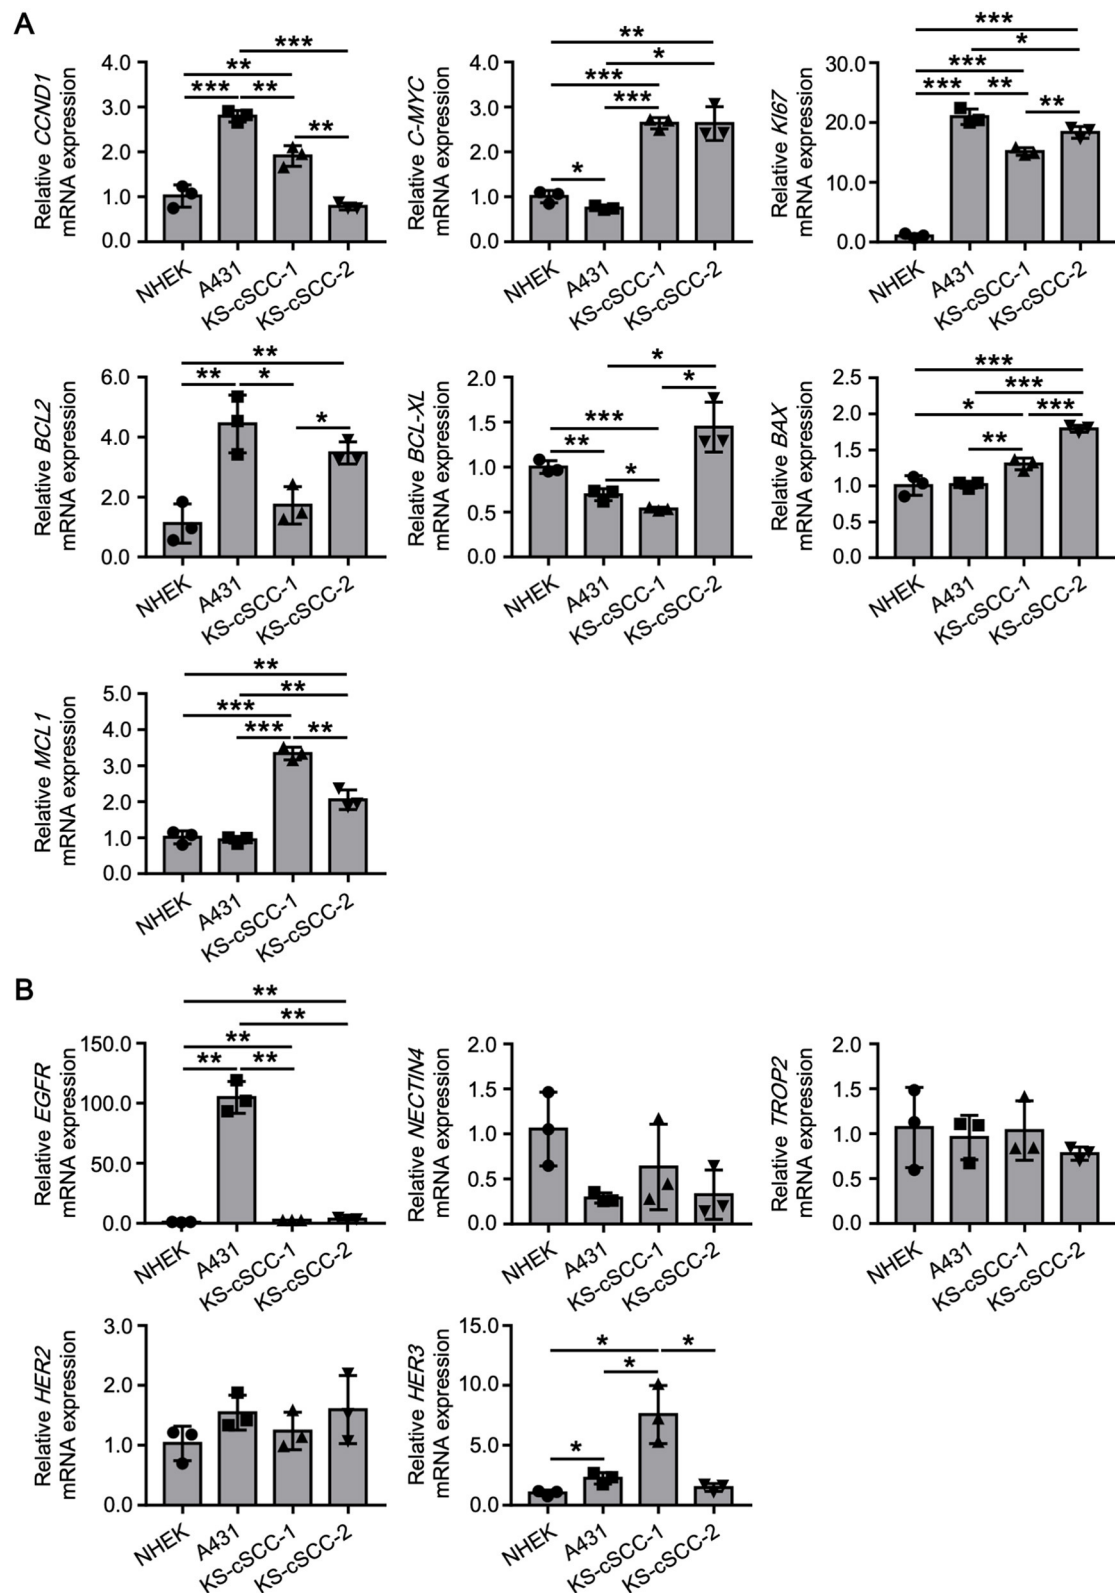 A
Relative CCND1
mRNA expression
4.0
3.0
2.0
1.0
0.0
***
**
*** **
**
NHEK
A431
KS-cSCC-1
KS-cSCC-2
Relative C-MYC
mRNA expression
4.0
3.0
2.0
1.0
0.0
**
*
***
***
*
NHEK
A431
KS-cSCC-1
KS-cSCC-2
Relative KI67
mRNA expression
30.0
20.0
10.0
0.0
***
*
***
*** **
**
NHEK
A431
KS-cSCC-1
KS-cSCC-2
Relative BCL2
mRNA expression
6.0
4.0
2.0
0.0
**
** *
*
NHEK
A431
KS-cSCC-1
KS-cSCC-2
Relative BCL-XL
mRNA expression
2.0
1.5
1.0
0.5
0.0
*
*
***
**
*
NHEK
A431
KS-cSCC-1
KS-cSCC-2
Relative BAX
mRNA expression
2.5
2.0
1.5
1.0
0.5
0.0
***
***
* ***
**
NHEK
A431
KS-cSCC-1
KS-cSCC-2
Relative MCL1
mRNA expression
5.0
4.0
3.0
2.0
1.0
0.0
**
**
***
*** **
NHEK
A431
KS-cSCC-1
KS-cSCC-2
B
Relative EGFR
mRNA expression
150.0
100.0
50.0
0.0
**
**
**
** **
NHEK
A431
KS-cSCC-1
KS-cSCC-2
Relative NECTIN4
mRNA expression
2.0
1.5
1.0
0.5
0.0
NHEK
A431
KS-cSCC-1
KS-cSCC-2
Relative TROP2
mRNA expression
2.0
1.5
1.0
0.5
0.0
NHEK
A431
KS-cSCC-1
KS-cSCC-2
Relative HER2
mRNA expression
3.0
2.0
1.0
0.0
NHEK
A431
KS-cSCC-1
KS-cSCC-2
Relative HER3
mRNA expression
15.0
10.0
5.0
0.0
* *
*
*
NHEK
A431
KS-cSCC-1
KS-cSCC-2